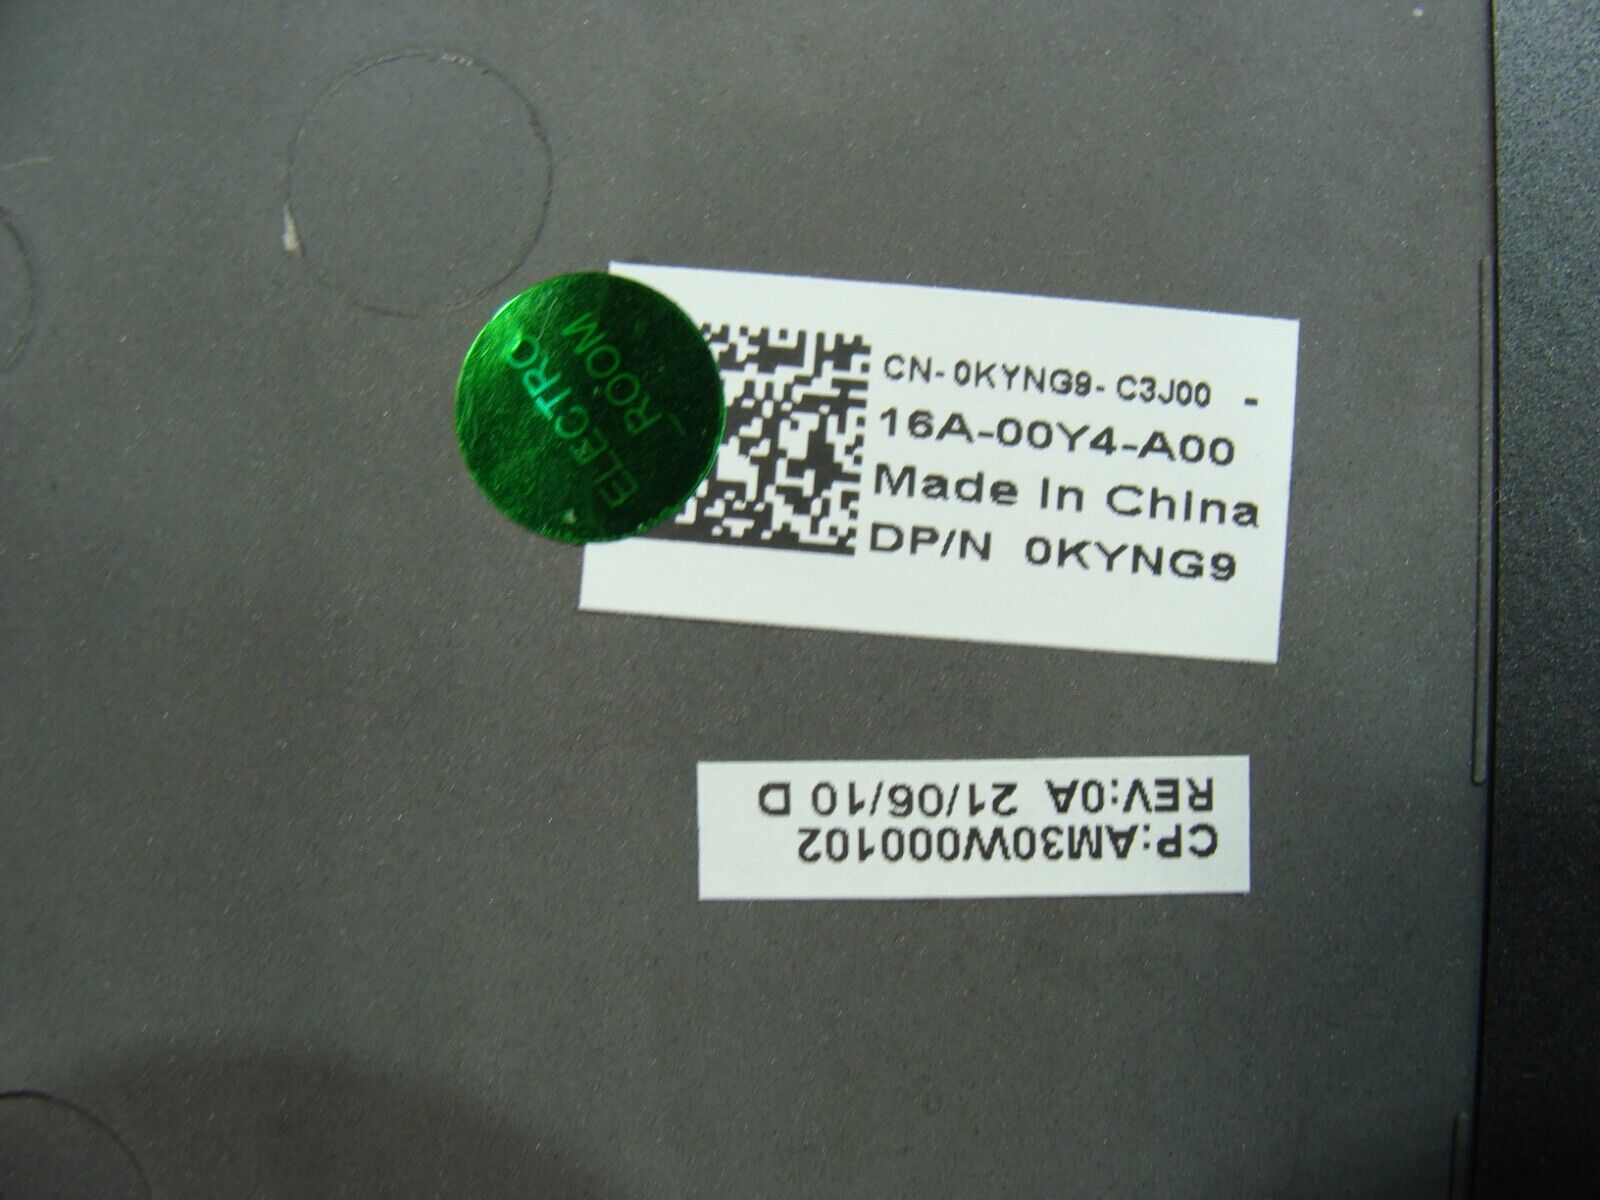 ELECTRO
_ROOM
CN-0KYNG9-C3J00 -
16A-00Y4-A00
Made In China
DP/N 0KYNG9
CP:AM30W000102
REV:0A 21/06/10 D